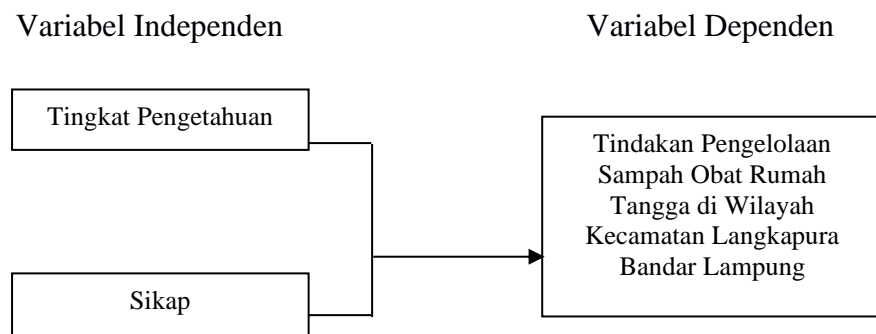 Variabel Independen
Variabel Dependen
Tingkat Pengetahuan
Tindakan Pengelolaan
Sampah Obat Rumah
Tangga di Wilayah
Kecamatan Langkapura
Bandar Lampung
Sikap